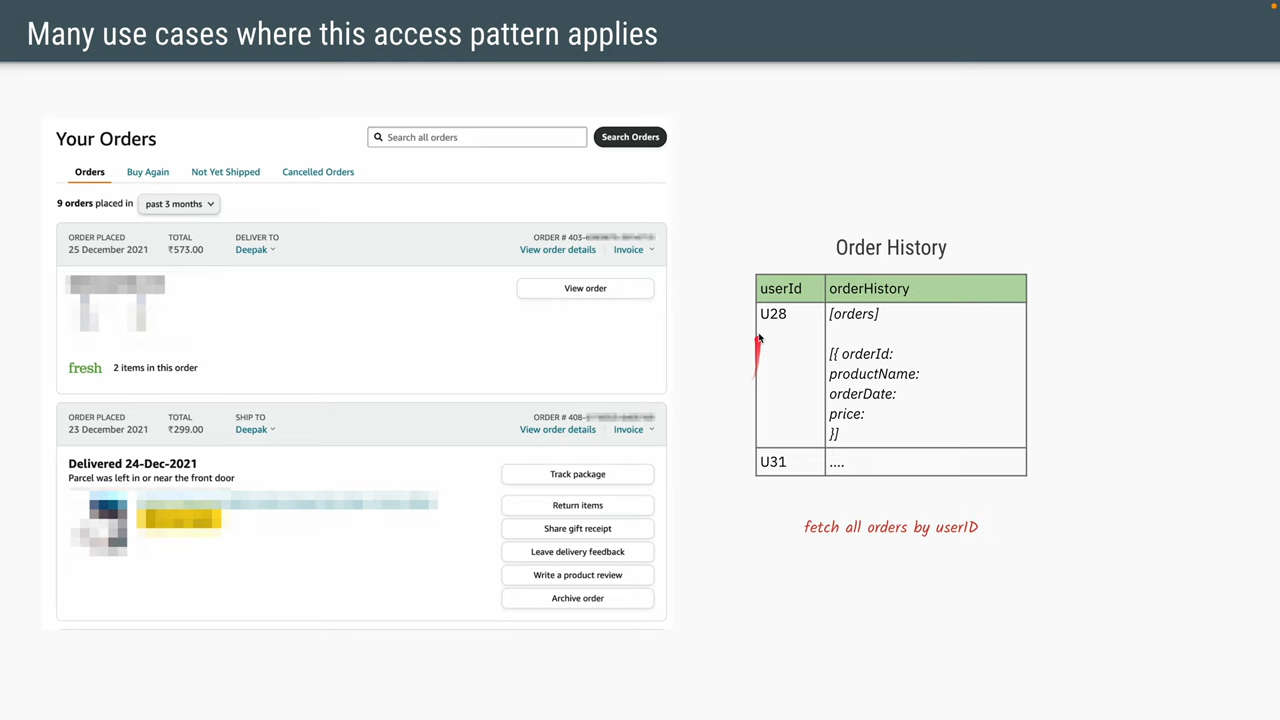 Many use cases where this access pattern applies
Your Orders
Search all orders
Search Orders
Orders
Buy Again
Not Yet Shipped
Cancelled Orders
9 orders placed in
past 3 months
ORDER PLACED
TOTAL
DELIVER TO
ORDER # 403-
25 December 2021
₹573.00
Deepak
View order details
Invoice
View order
fresh
2 items in this order
ORDER PLACED
TOTAL
SHIP TO
ORDER # 408-
23 December 2021
₹299.00
Deepak
View order details
Invoice
Delivered 24-Dec-2021
Parcel was left in or near the front door
Track package
Return items
Share gift receipt
Leave delivery feedback
Write a product review
Archive order
Order History
userId
orderHistory
U28
[orders]
[{ orderId:
productName:
orderDate:
price:
}]
U31
....
fetch all orders by userID